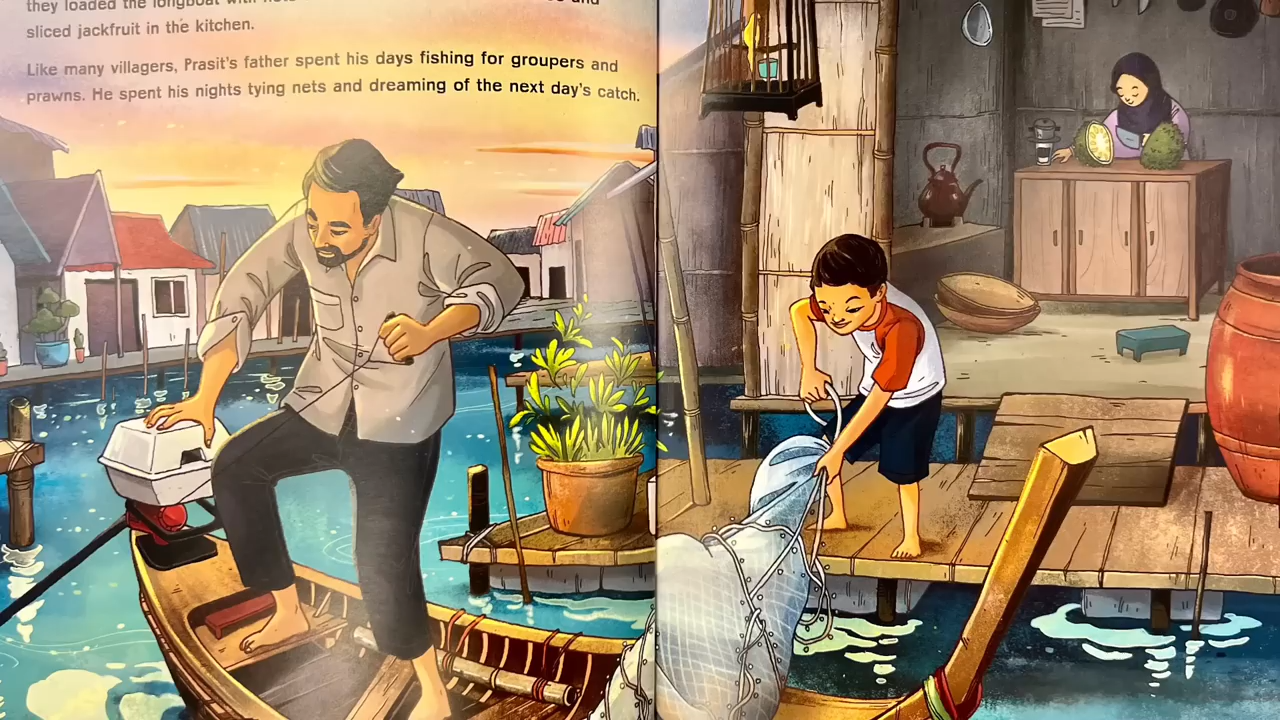 they loaded the longboat with
and
sliced jackfruit in the kitchen.
Like many villagers, Prasit's father spent his days fishing for groupers and
prawns. He spent his nights tying nets and dreaming of the next day's catch.